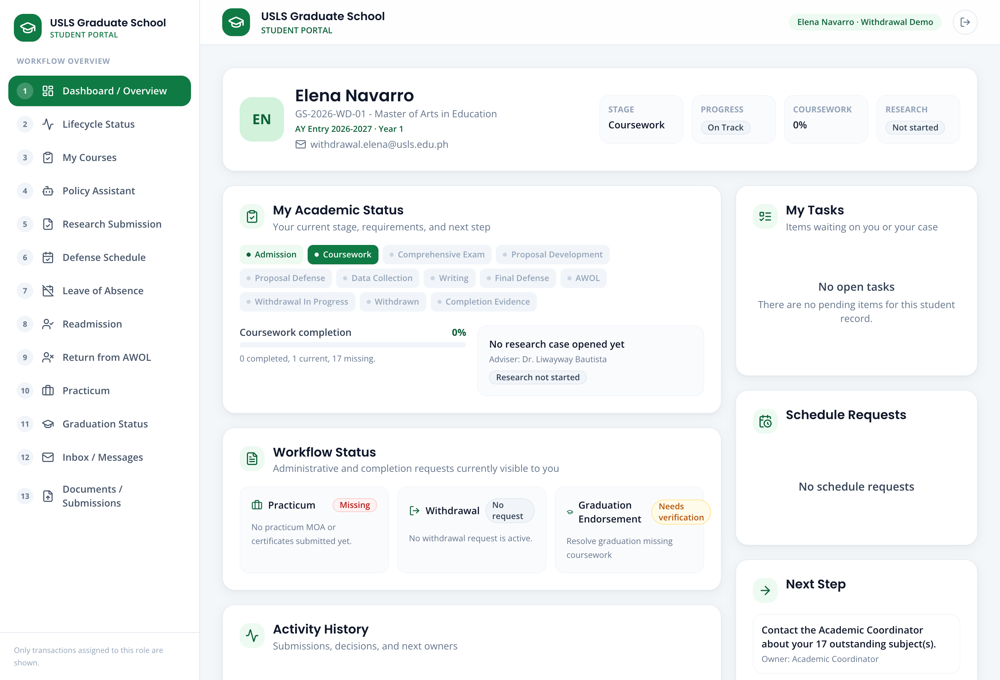 USLS Graduate School
STUDENT PORTAL
WORKFLOW OVERVIEW
1 Dashboard / Overview
2 Lifecycle Status
3 My Courses
4 Policy Assistant
5 Research Submission
6 Defense Schedule
7 Leave of Absence
8 Readmission
9 Return from AWOL
10 Practicum
11 Graduation Status
12 Inbox / Messages
13 Documents /
Submissions
Only transactions assigned to this role are
shown.
USLS Graduate School
STUDENT PORTAL
Elena Navarro · Withdrawal Demo
EN
Elena Navarro
GS-2026-WD-01 - Master of Arts in Education
AY Entry 2026-2027 · Year 1
withdrawal.elena@usls.edu.ph
STAGE
Coursework
PROGRESS
On Track
COURSEWORK
0%
RESEARCH
Not started
My Academic Status
Your current stage, requirements, and next step
Admission Coursework Comprehensive Exam Proposal Development
Proposal Defense Data Collection Writing Final Defense AWOL
Withdrawal In Progress Withdrawn Completion Evidence
Coursework completion 0%
0 completed, 1 current, 17 missing.
No research case opened yet
Adviser: Dr. Liwayway Bautista
Research not started
Workflow Status
Administrative and completion requests currently visible to you
Practicum Missing
No practicum MOA or
certificates submitted yet.
Withdrawal No
request
No withdrawal request is active.
Graduation
Endorsement
Needs
verification
Resolve graduation missing
coursework
Activity History
Submissions, decisions, and next owners
My Tasks
Items waiting on you or your case
No open tasks
There are no pending items for this student
record.
Schedule Requests
No schedule requests
Next Step
Contact the Academic Coordinator
about your 17 outstanding subject(s).
Owner: Academic Coordinator